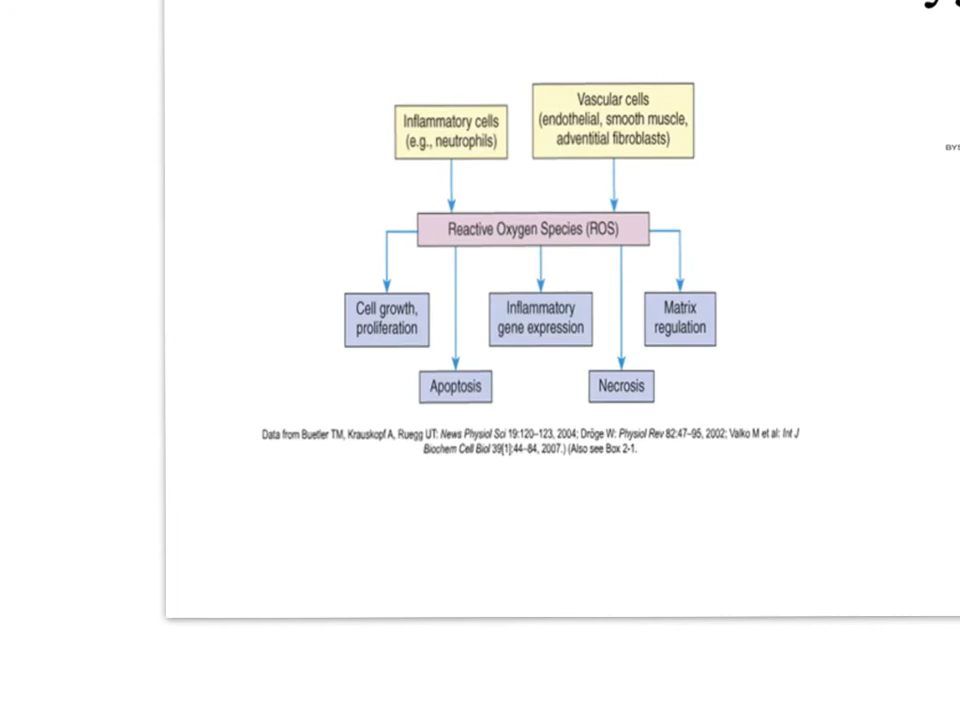 Inflammatory cells
(e.g., neutrophils)
Vascular cells
(endothelial, smooth muscle,
adventitial fibroblasts)
Reactive Oxygen Species (ROS)
Cell growth,
proliferation
Inflammatory
gene expression
Matrix
regulation
Apoptosis
Necrosis
Data from Buetler TM, Krauskopf A, Ruegg UT: News Physiol Sci 19:120–123, 2004; Dröge W: Physiol Rev 82:47–95, 2002; Valko M et al: Int J
Biochem Cell Biol 39[1]:44–84, 2007.) (Also see Box 2-1.